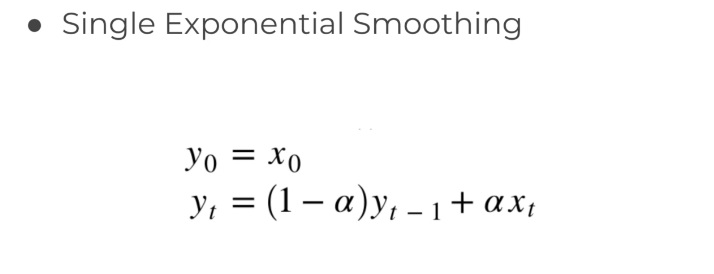 • Single Exponential Smoothing
y₀ = x₀
yₜ = (1 − α)yₜ₋₁ + αxₜ